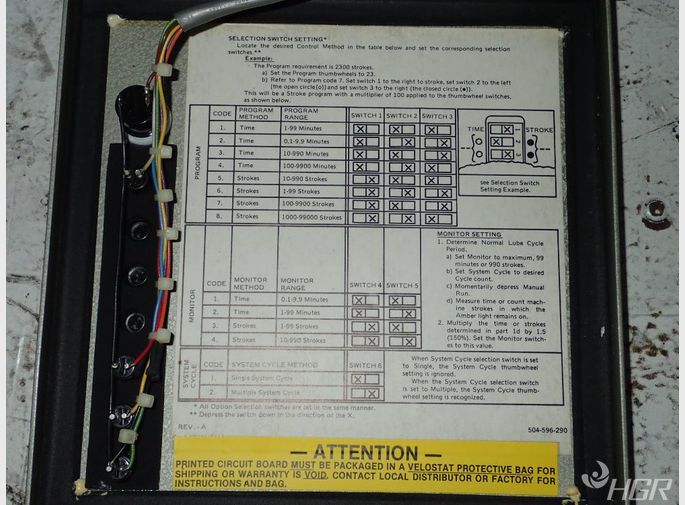 SELECTION SWITCH SETTING*
Locate the desired Control Method in the table below and set the corresponding selection
switches.**
Example:
- The Program requirement is 2300 strokes.
a) Set the Program thumbwheels to 23.
b) Refer to Program code 7. Set switch 1 to the right to stroke, set switch 2 to the left
(the open circle(o)) and set switch 3 to the right (the closed circle (●)).
This will be a Stroke program with a multiplier of 100 applied to the thumbwheel switches,
as shown below.
PROGRAM
CODE PROGRAM METHOD PROGRAM RANGE SWITCH 1 SWITCH 2 SWITCH 3
1. Time 1-99 Minutes X X X
2. Time 0.1-9.9 Minutes X X X
3. Time 10-990 Minutes X X X
4. Time 100-9900 Minutes X X X
5. Strokes 10-990 Strokes X X X
6. Strokes 1-99 Strokes X X X
7. Strokes 100-9900 Strokes X X X
8. Strokes 1000-99000 Strokes X X X
TIME STROKE
X 1
X 2
X 3
see Selection Switch
Setting Example.
MONITOR
CODE MONITOR METHOD MONITOR RANGE SWITCH 4 SWITCH 5
1. Time 0.1-9.9 Minutes X X
2. Time 1-99 Minutes X X
3. Strokes 1-99 Strokes X X
4. Strokes 10-990 Strokes X X
MONITOR SETTING
1. Determine Normal Lube Cycle
Period.
a) Set Monitor to maximum, 99
minutes or 990 strokes.
b) Set System Cycle to desired
Cycle count.
c) Momentarily depress Manual
Run.
d) Measure time or count mach-
ine strokes in which the
Amber light remains on.
2. Multiply the time or strokes
determined in part 1d by 1.5
(150%). Set the Monitor switch-
es to this value.
SYSTEM CYCLE
CODE SYSTEM CYCLE METHOD SWITCH 6
1. Single System Cycle X
2. Multiple System Cycle X
When System Cycle selection switch is set
to Single, the System Cycle thumbwheel
setting is ignored.
When the System Cycle selection switch
is set to Multiple, the System Cycle thumb-
wheel setting is recognized.
* All Option Selection switches are set in the same manner.
** Depress the switch down in the direction of the X.
REV. - A 504-596-290
— ATTENTION —
PRINTED CIRCUIT BOARD MUST BE PACKAGED IN A VELOSTAT PROTECTIVE BAG FOR
SHIPPING OR WARRANTY IS VOID. CONTACT LOCAL DISTRIBUTOR OR FACTORY FOR
INSTRUCTIONS AND BAG.
HGR